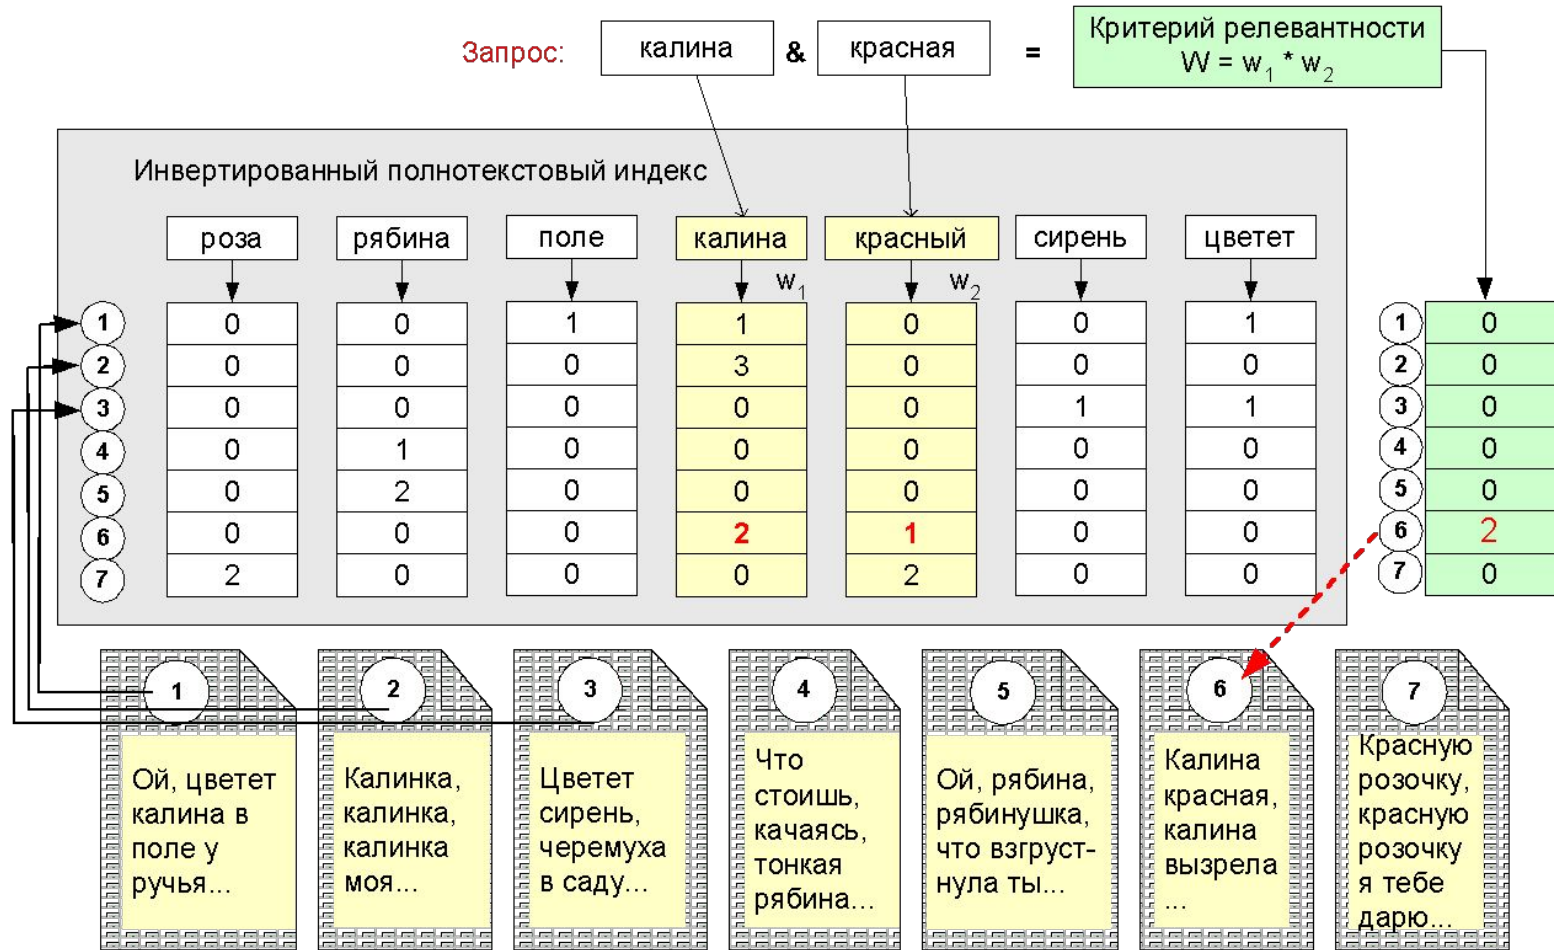 Запрос: калина & красная = Критерий релевантности
W = w1 * w2
Инвертированный полнотекстовый индекс
роза рябина поле калина красный сирень цветет
w1 w2
1 0 0 1 1 0 0 1 1 0
2 0 0 0 3 0 0 0 2 0
3 0 0 0 0 0 1 1 3 0
4 0 1 0 0 0 0 0 4 0
5 0 2 0 0 0 0 0 5 0
6 0 0 0 2 1 0 0 6 2
7 2 0 0 0 2 0 0 7 0
1
Ой, цветет
калина в
поле у
ручья...
2
Калинка,
калинка,
калинка
моя...
3
Цветет
сирень,
черемуха
в саду...
4
Что
стоишь,
качаясь,
тонкая
рябина...
5
Ой, рябина,
рябинушка,
что взгруст-
нула ты...
6
Калина
красная,
калина
вызрела
...
7
Красную
розочку,
красную
розочку
я тебе
дарю...